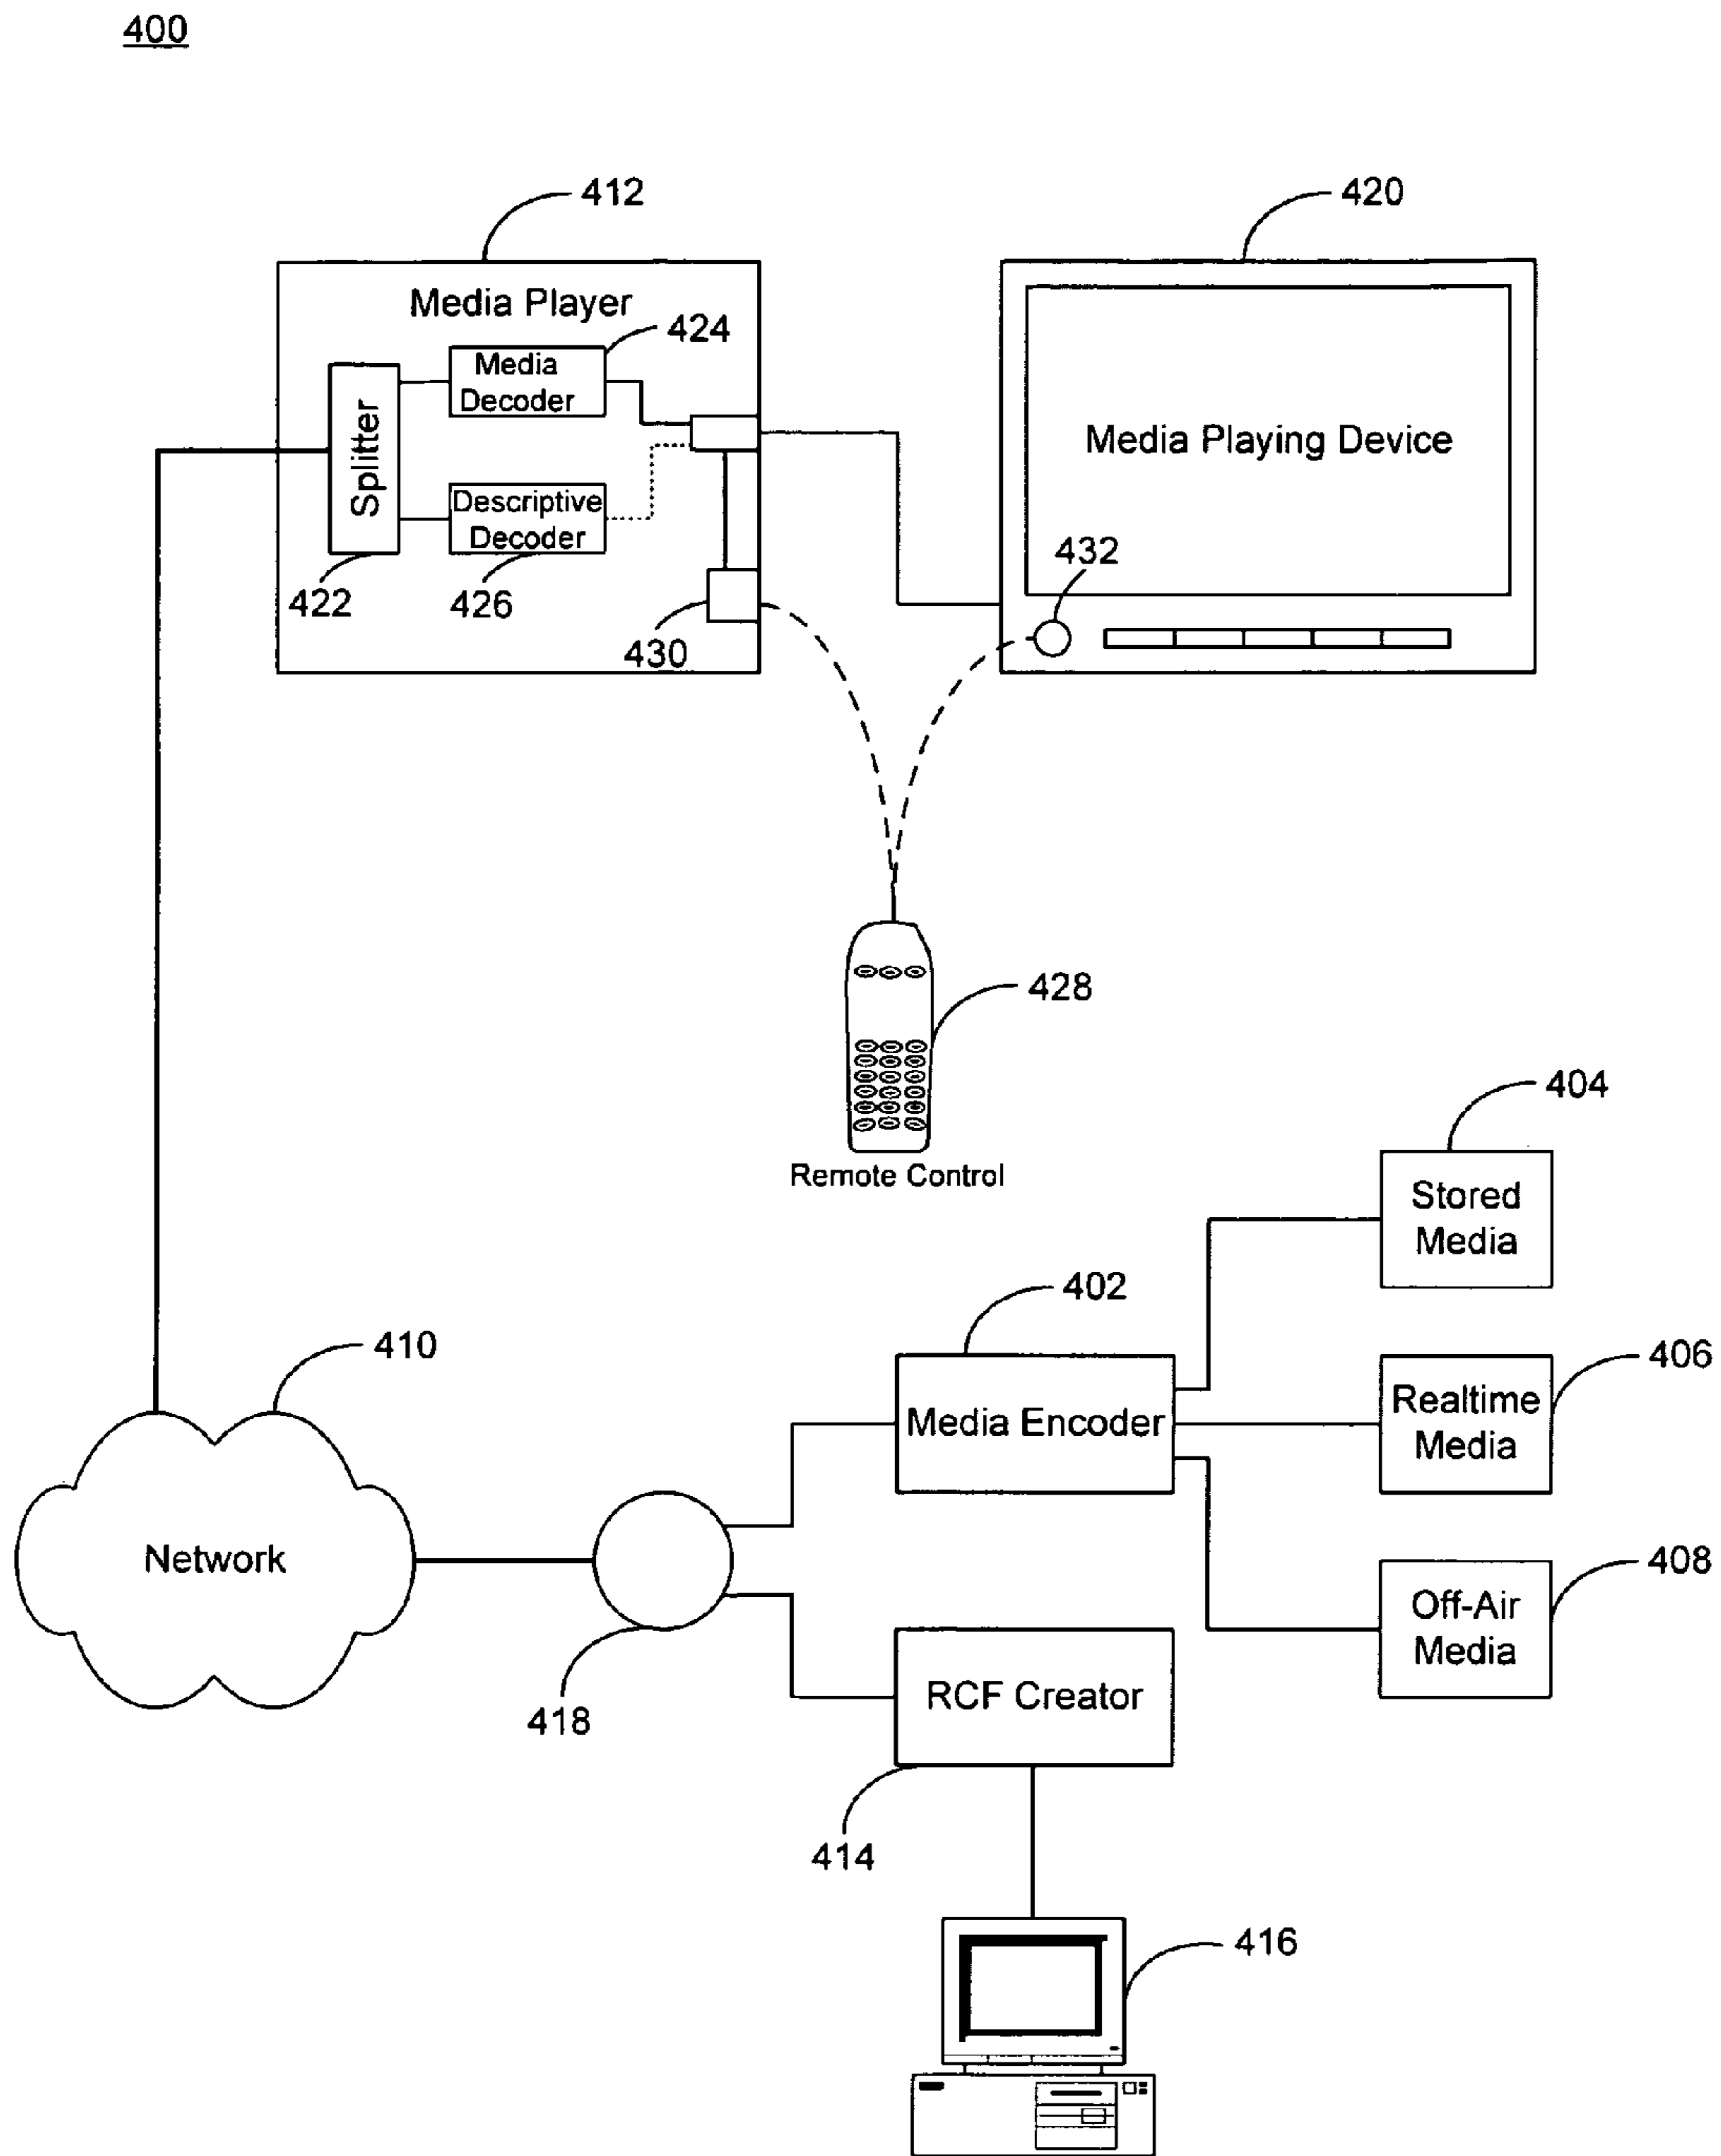 400
412
420
Media Player
424
Media
Decoder
Splitter
Media Playing Device
Descriptive
Decoder
432
422
426
430
428
Remote Control
404
Stored
Media
402
410
406
Realtime
Media
Media Encoder
Network
408
Off-Air
Media
418
RCF Creator
414
416